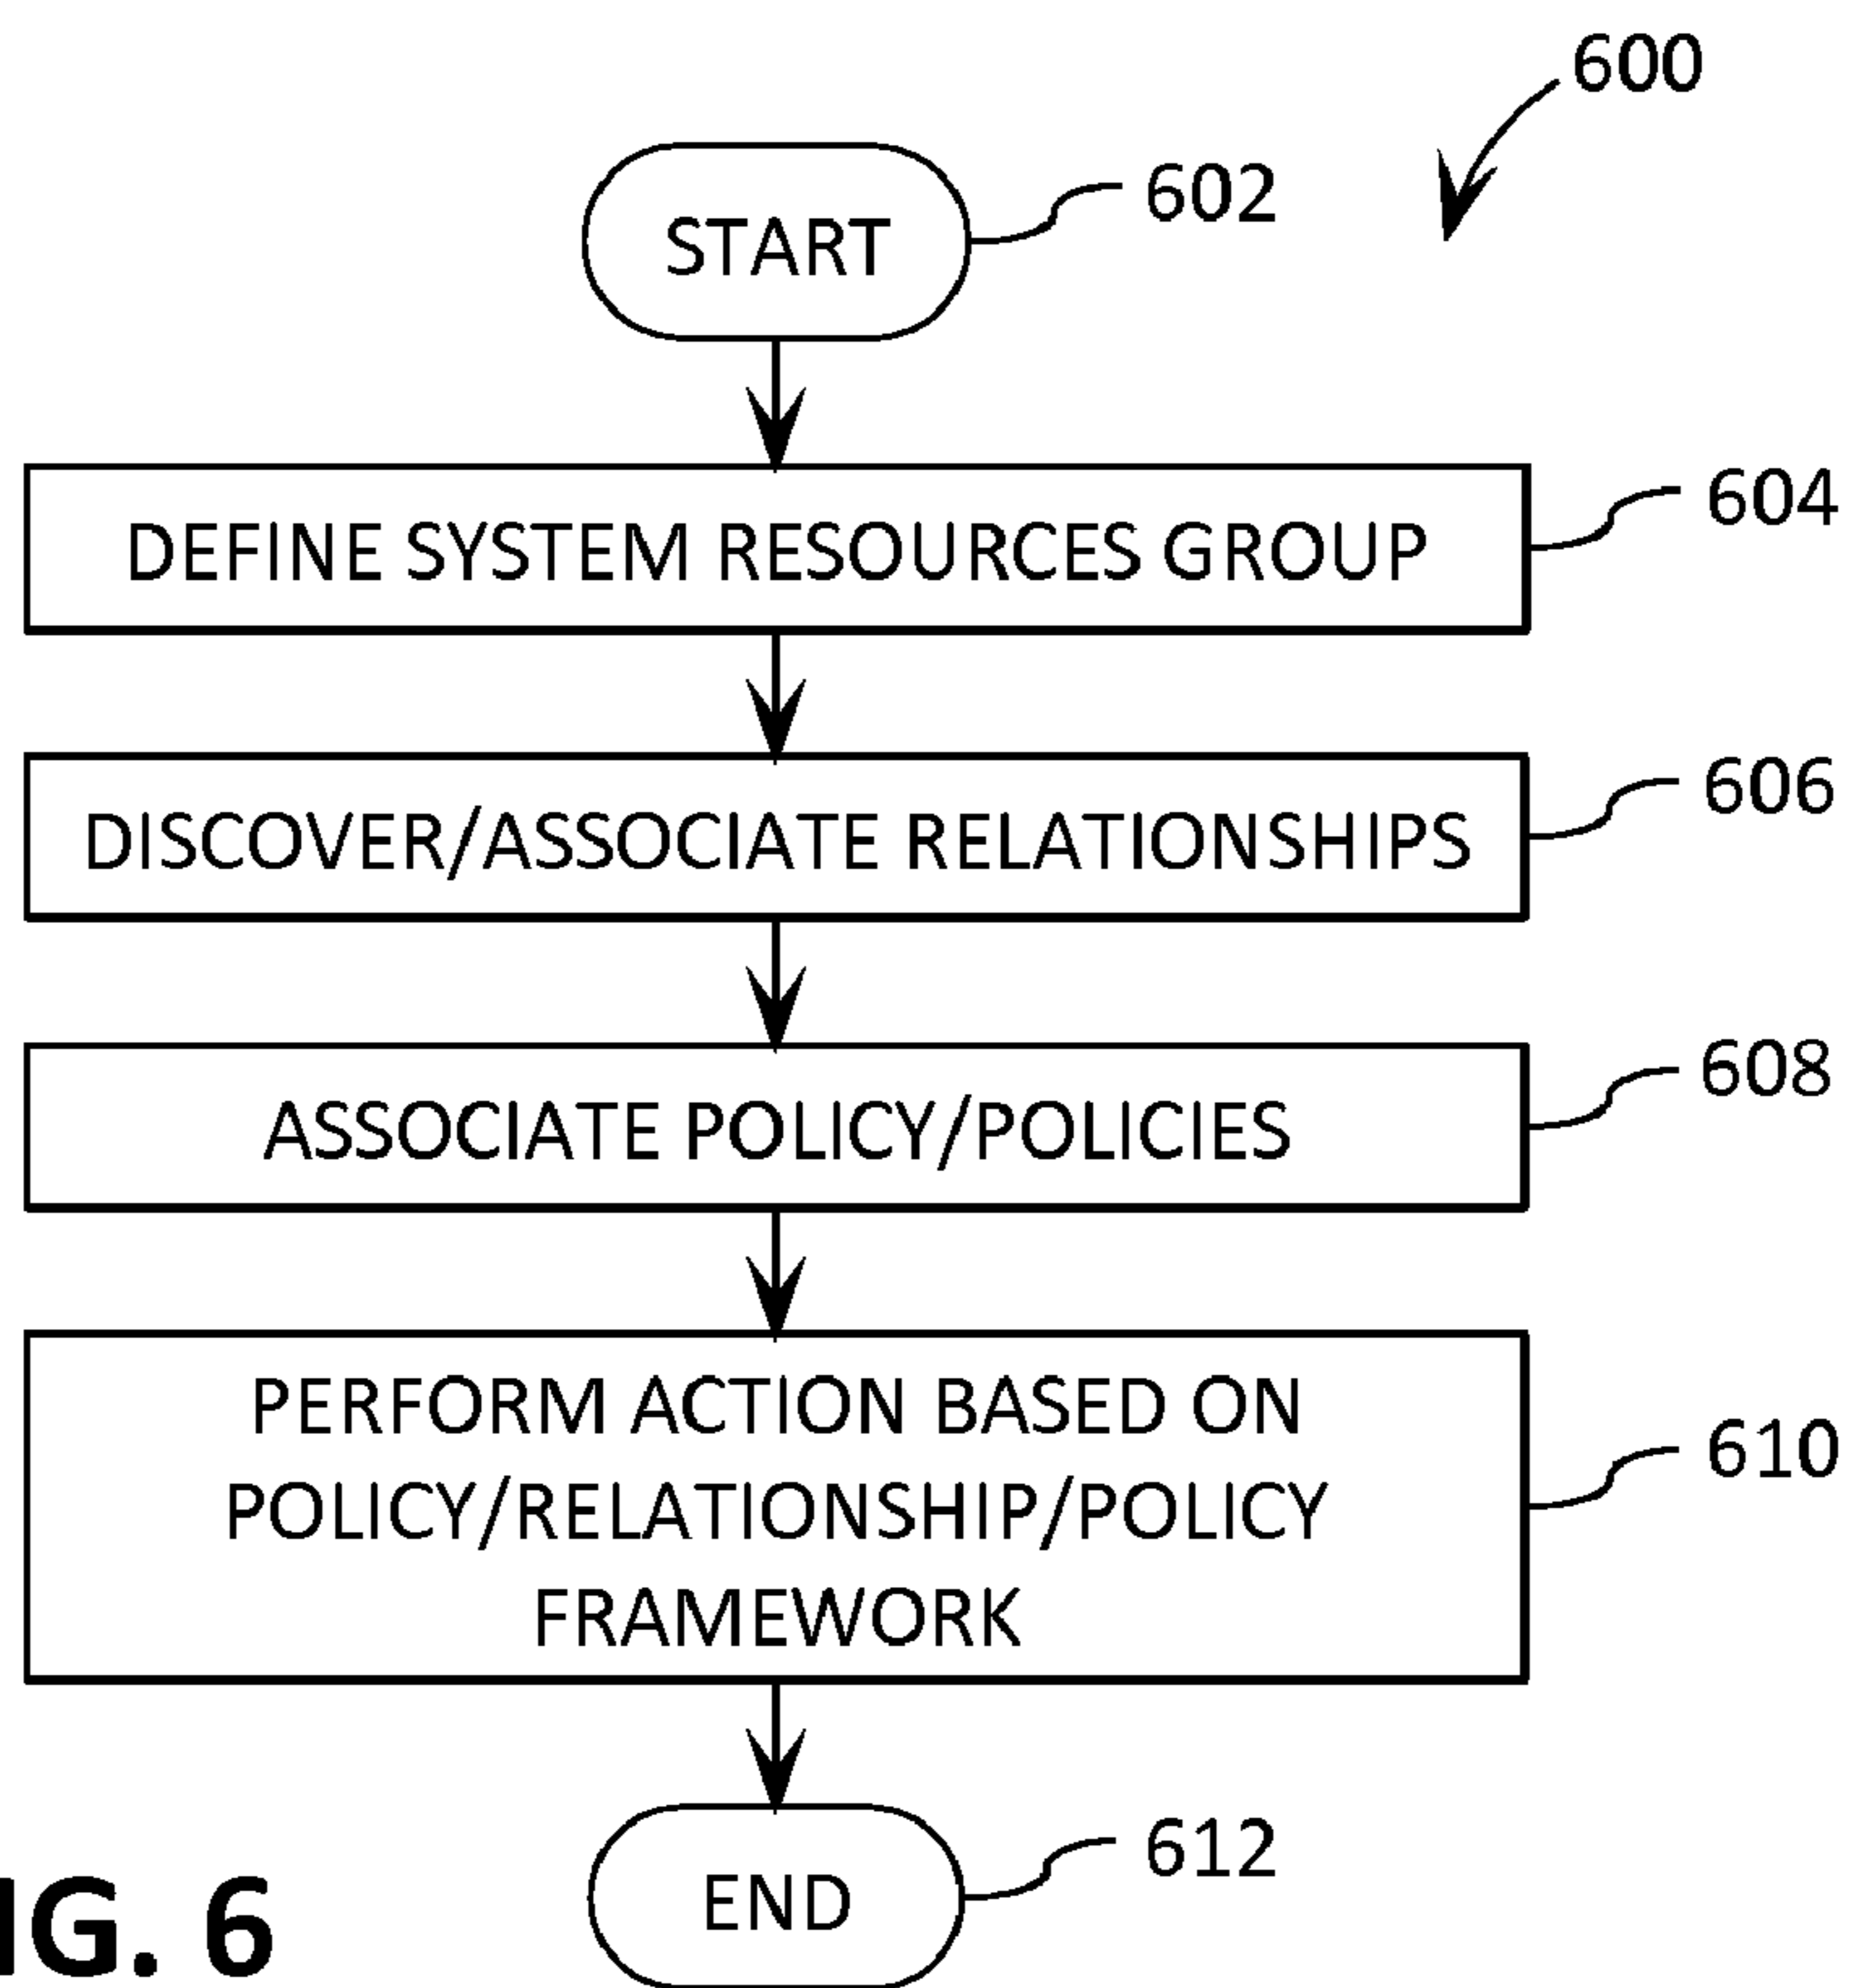 600
START
602
DEFINE SYSTEM RESOURCES GROUP
604
DISCOVER/ASSOCIATE RELATIONSHIPS
606
ASSOCIATE POLICY/POLICIES
608
PERFORM ACTION BASED ON
POLICY/RELATIONSHIP/POLICY
FRAMEWORK
610
END
612
IG. 6